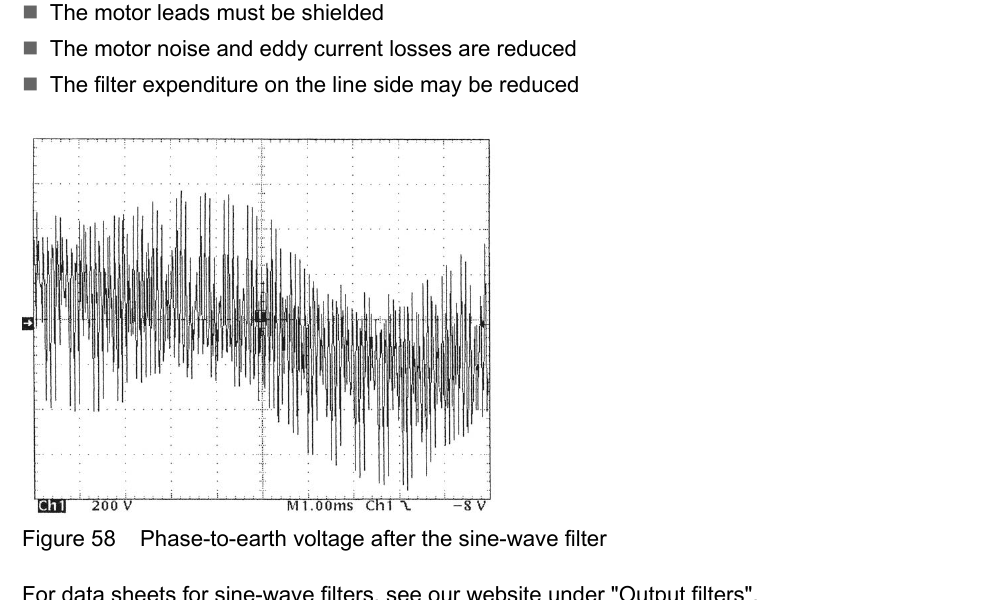 ■ The motor leads must be shielded
■ The motor noise and eddy current losses are reduced
■ The filter expenditure on the line side may be reduced
T
Ch1 200 V M1.00ms Ch1 -8 V
Figure 58 Phase-to-earth voltage after the sine-wave filter
For data sheets for sine-wave filters, see our website under "Output filters".